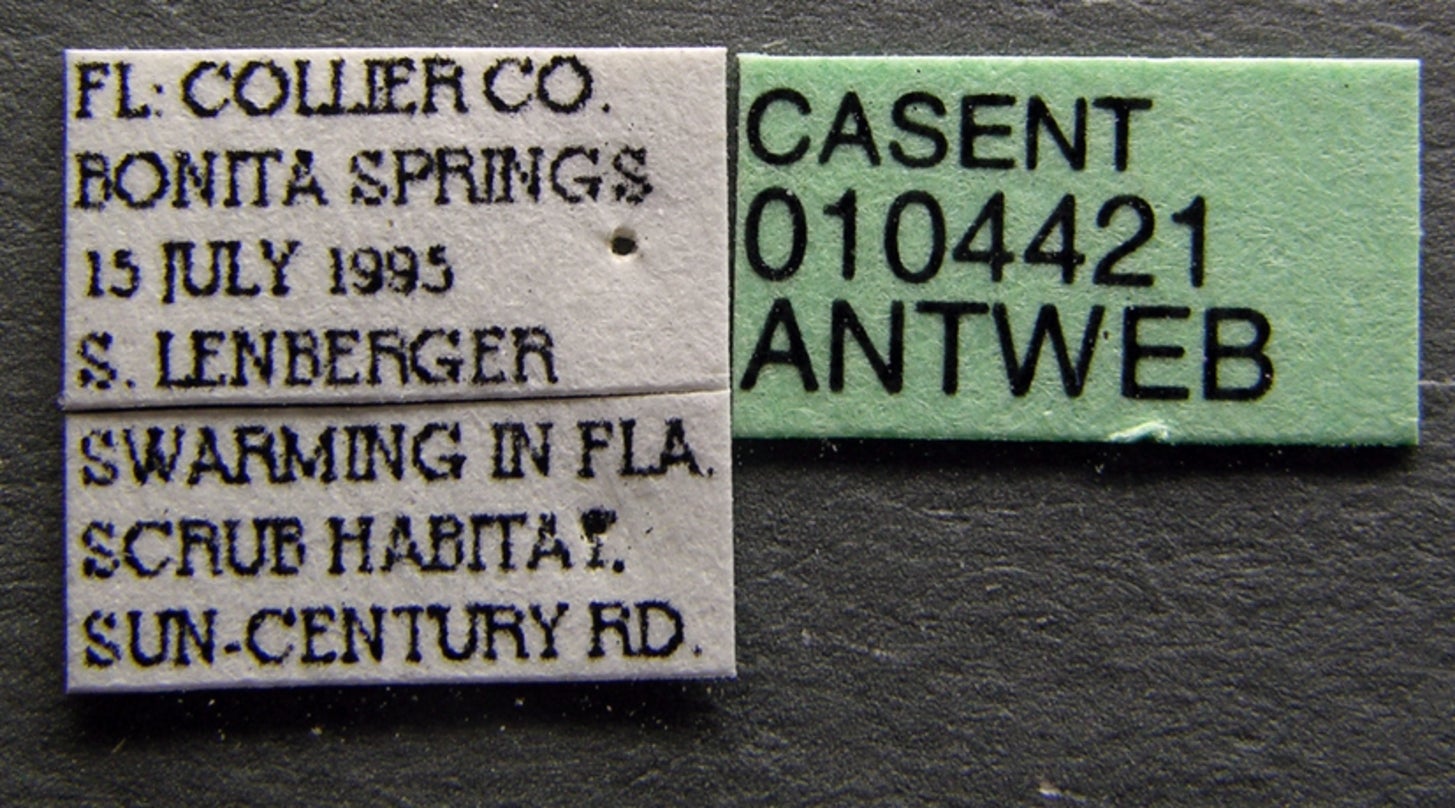 FL: COLLIER CO.
BONITA SPRINGS
15 JULY 1995
S. LENBERGER
SWARMING IN FLA.
SCRUB HABITAT.
SUN-CENTURY RD.
CASENT
0104421
ANTWEB